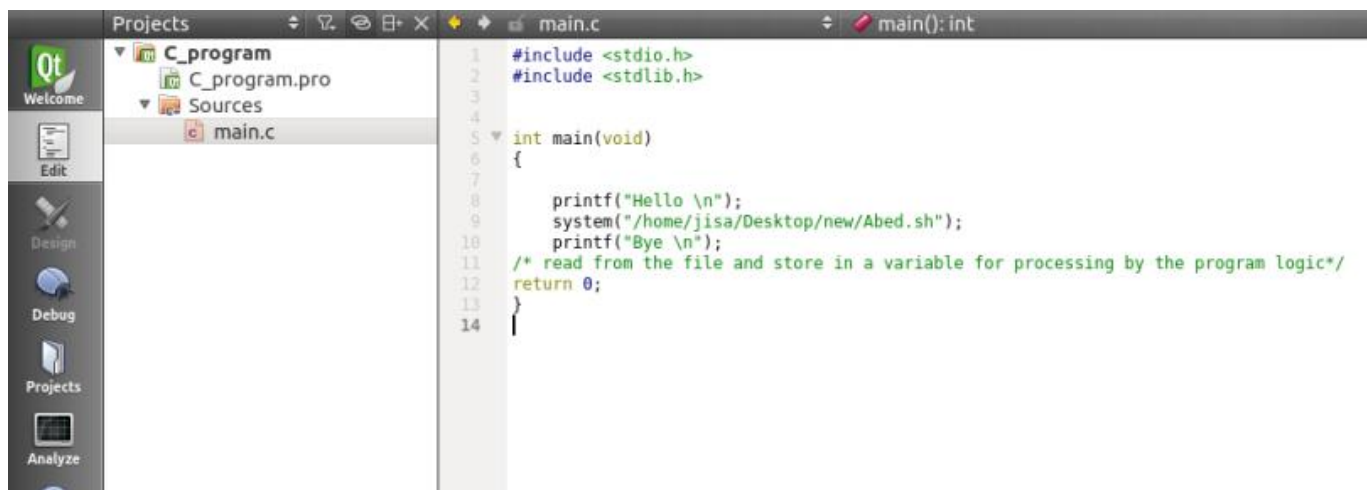 Projects
main.c
main(): int
Qt
Welcome
Edit
Design
Debug
Projects
Analyze
C_program
C_program.pro
Sources
main.c
1 #include <stdio.h>
2 #include <stdlib.h>
3
4
5 int main(void)
6 {
7
8     printf("Hello \n");
9     system("/home/jisa/Desktop/new/Abed.sh");
10     printf("Bye \n");
11 /* read from the file and store in a variable for processing by the program logic*/
12 return 0;
13 }
14